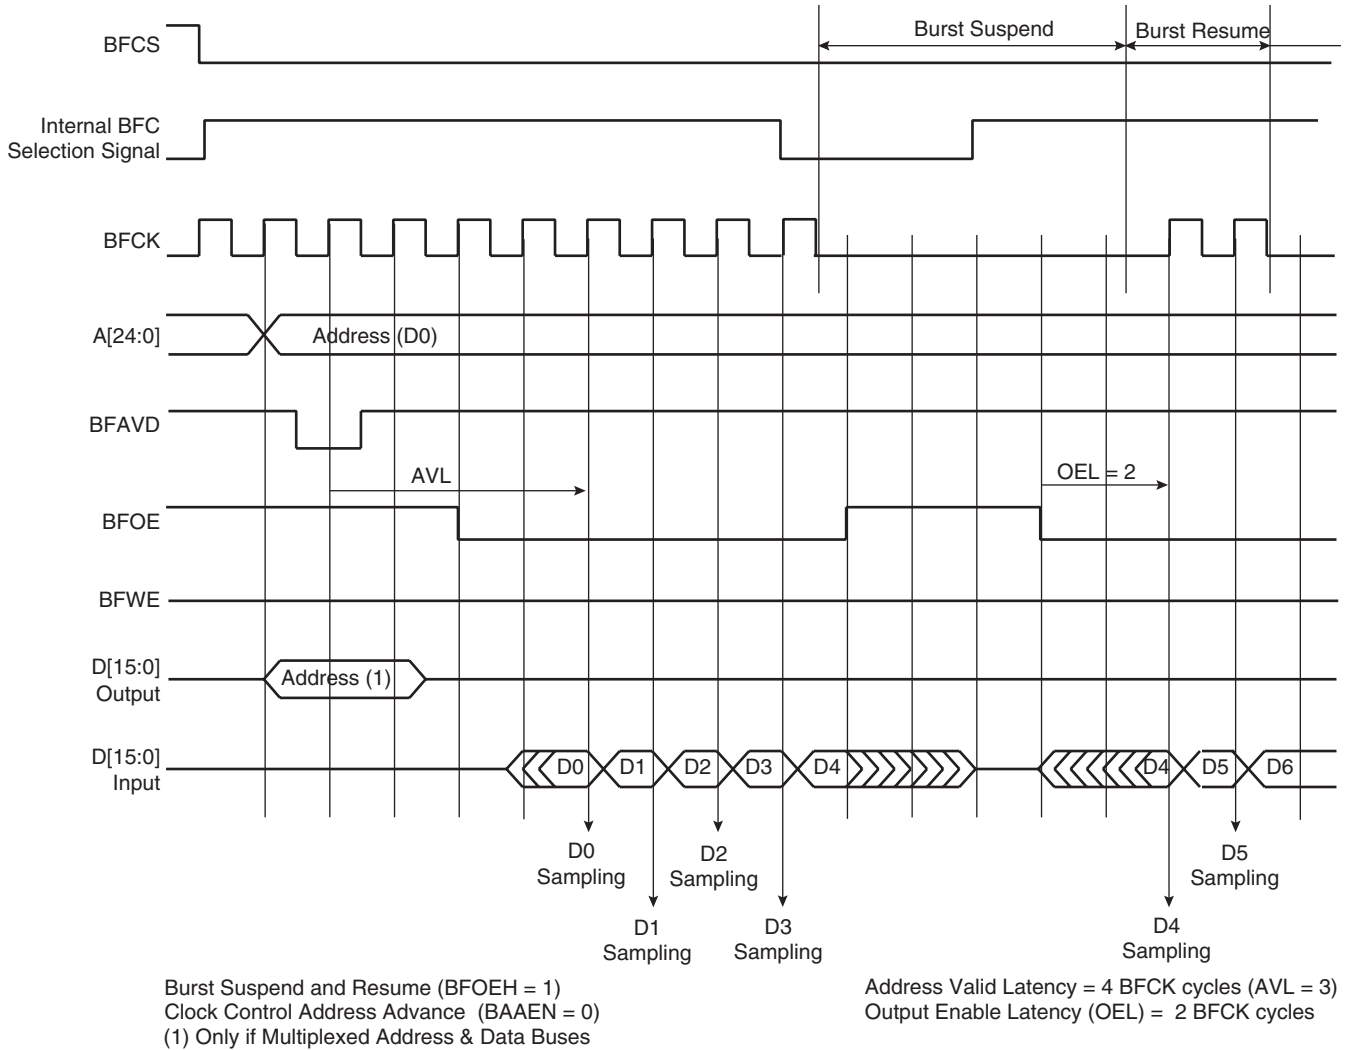 Burst Suspend
Burst Resume
BFCS
Internal BFC
Selection Signal
BFCK
A[24:0]
Address (D0)
BFAVD
AVL
OEL = 2
BFOE
BFWE
D[15:0]
Output
Address (1)
D[15:0]
Input
D0
D1
D2
D3
D4
D4
D5
D6
D0
Sampling
D2
Sampling
D5
Sampling
D1
Sampling
D3
Sampling
D4
Sampling
Burst Suspend and Resume (BFOEH = 1)
Clock Control Address Advance (BAAEN = 0)
(1) Only if Multiplexed Address & Data Buses
Address Valid Latency = 4 BFCK cycles (AVL = 3)
Output Enable Latency (OEL) = 2 BFCK cycles